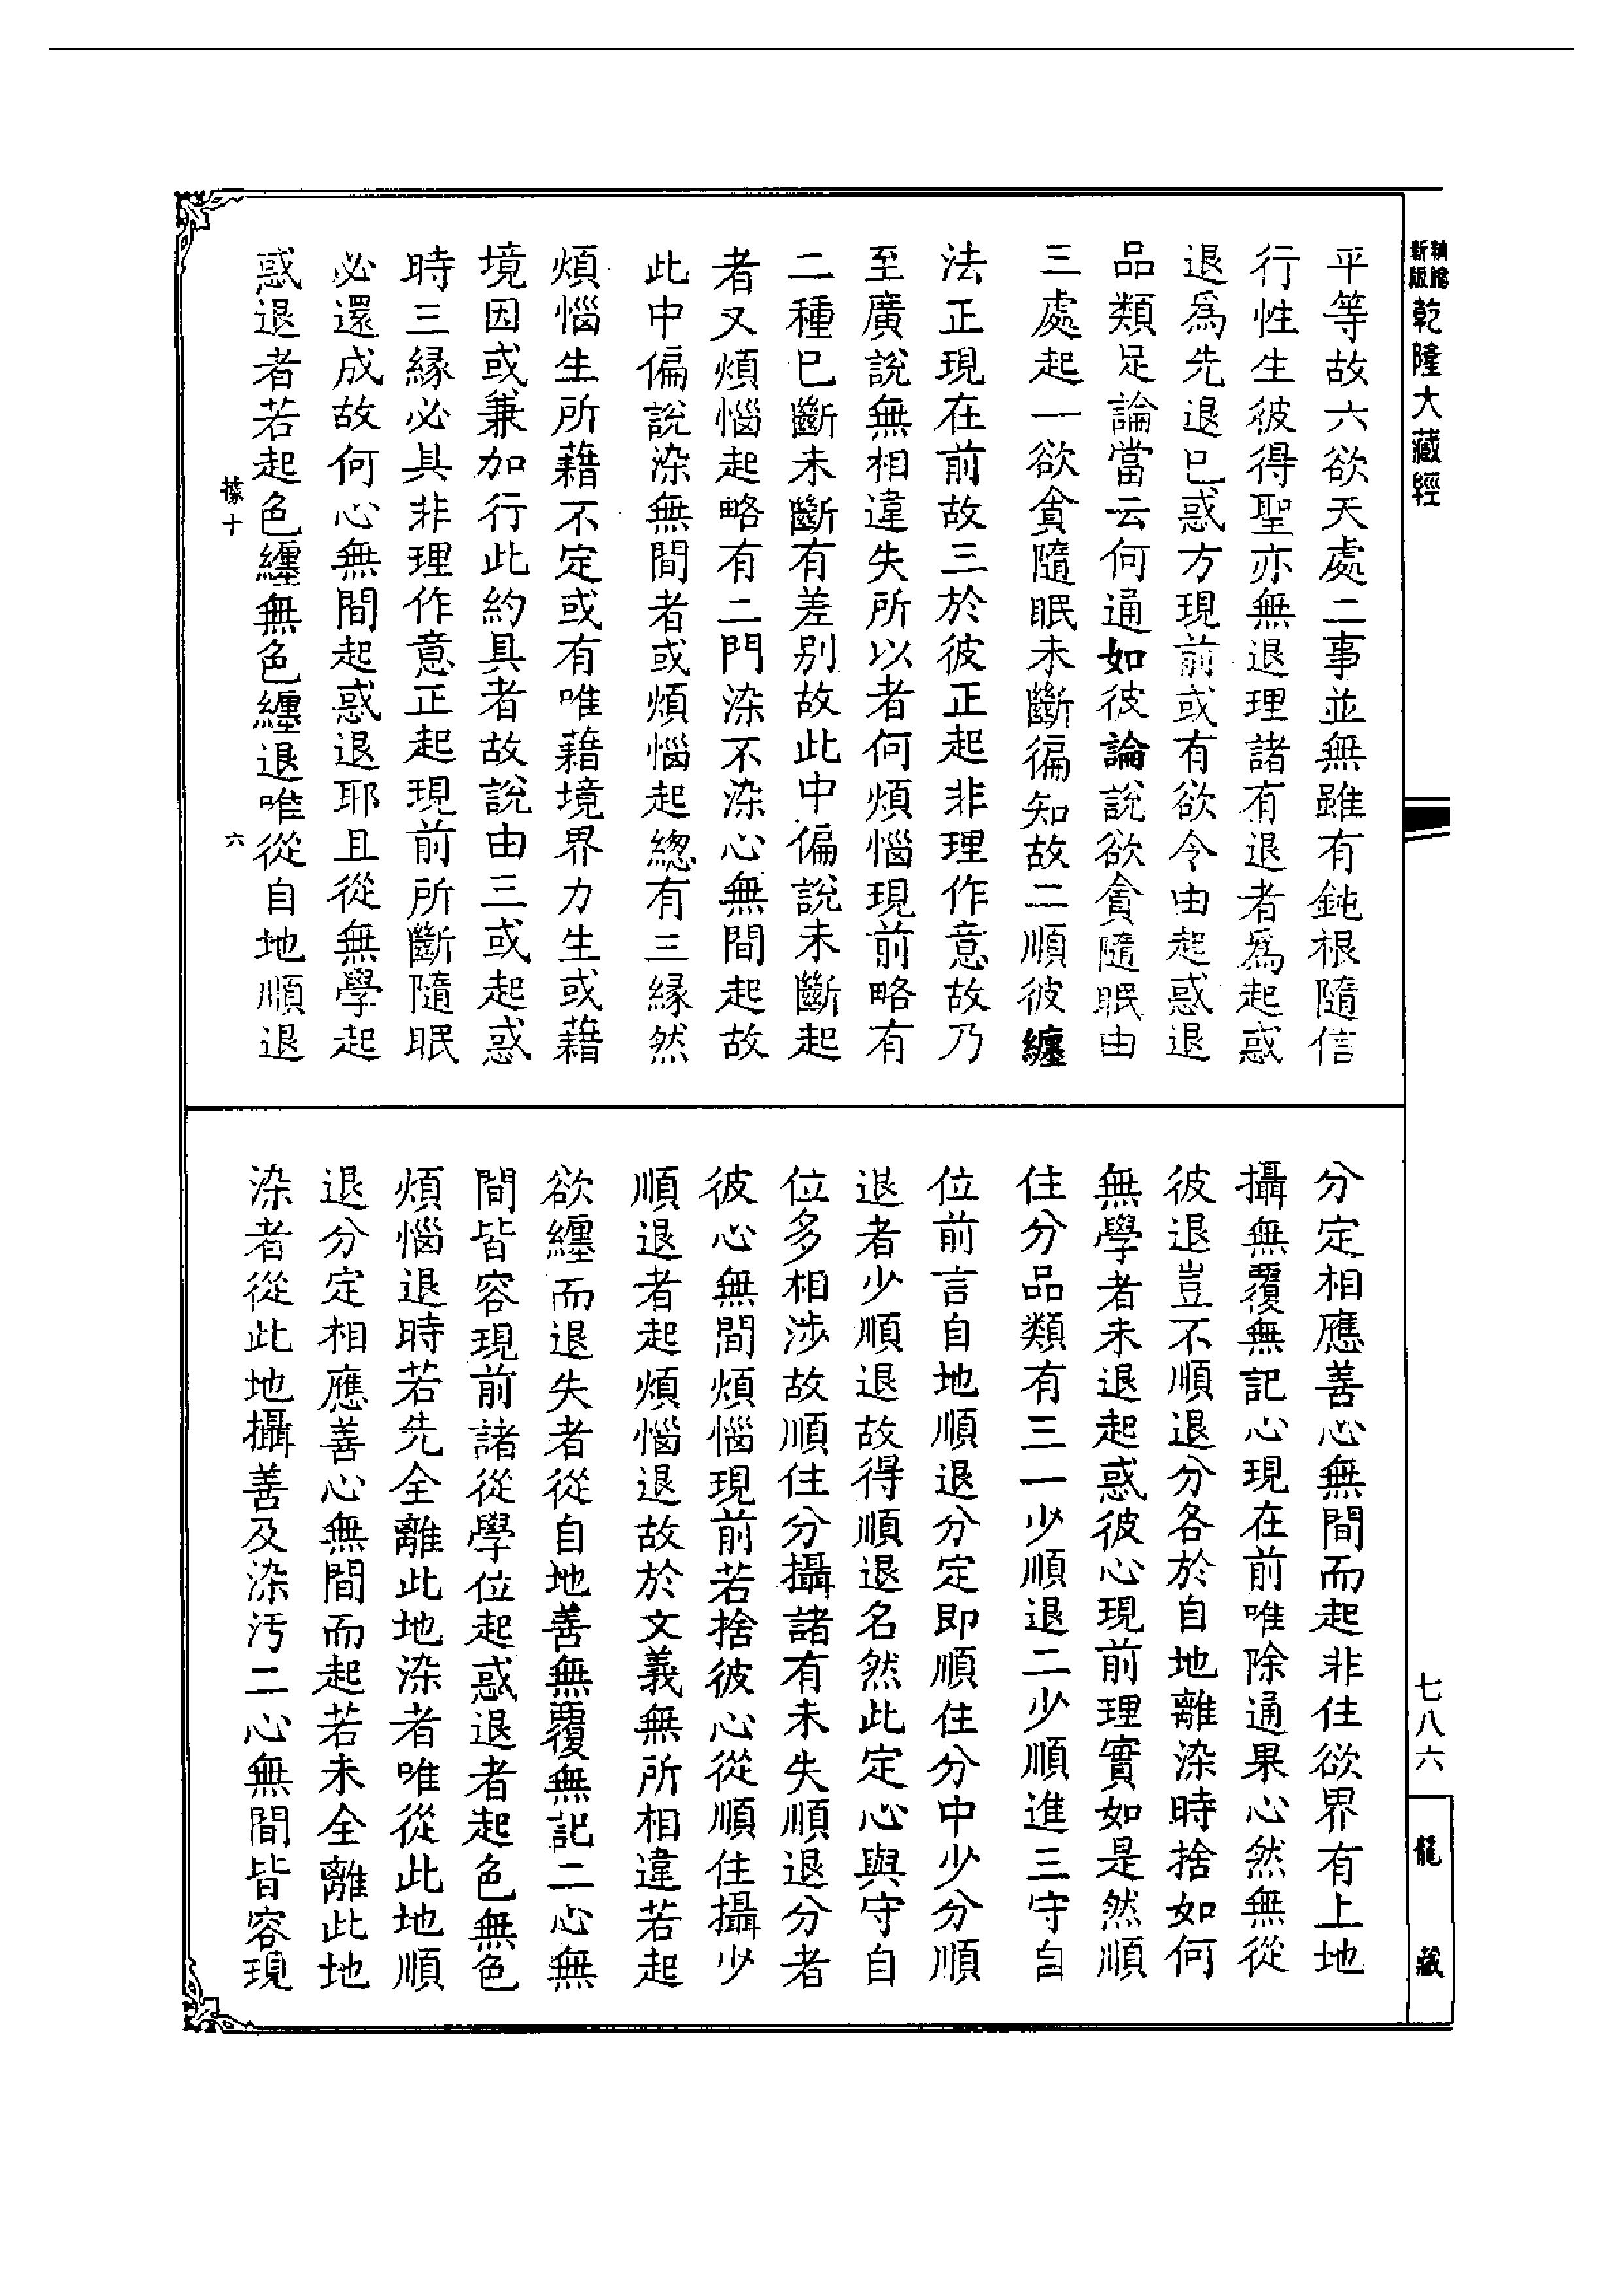 精縮
新版
乾隆大藏經
平等故六欲天處二事並無雖有鈍根隨信
行性生彼得聖亦無退理諸有退者爲起惑
退爲先退已惑方現前或有欲令由起惑退
品類足論當云何通如彼論說欲貪隨眠由
三處起一欲貪隨眠未斷徧知故二順彼纏
法正現在前故三於彼正起非理作意故乃
至廣說無相違失所以者何煩惱現前略有
二種已斷未斷有差别故此中偏說未斷起
者又煩惱起略有二門染不染心無間起故
此中偏說染無間者或煩惱起緫有三緣然
煩惱生所藉不定或有唯藉境界力生或藉
境因或兼加行此約具者故說由三或起惑
時三緣必具非理作意正起現前所斷隨眠
必還成故何心無間起惑退耶且從無學起
惑退者若起色纏無色纏退唯從自地順退
據十
六
分定相應善心無間而起非住欲界有上地
攝無覆無記心現在前唯除通果心然無從
彼退豈不順退分各於自地離染時捨如何
無學者未退起惑彼心現前理實如是然順
住分品類有三一少順退二少順進三守自
位前言自地順退分定即順住分中少分順
退者少順退故得順退名然此定心與守自
位多相涉故順住分攝諸有未失順退分者
彼心無間煩惱現前若捨彼心從順住攝少
順退者起煩惱退故於文義無所相違若起
欲纏而退失者從自地善無覆無記二心無
間皆容現前諸從學位起惑退者起色無色
煩惱退時若先全離此地染者唯從此地順
退分定相應善心無間而起若未全離此地
染者從此地攝善及染汚二心無間皆容現
七八六
龍藏